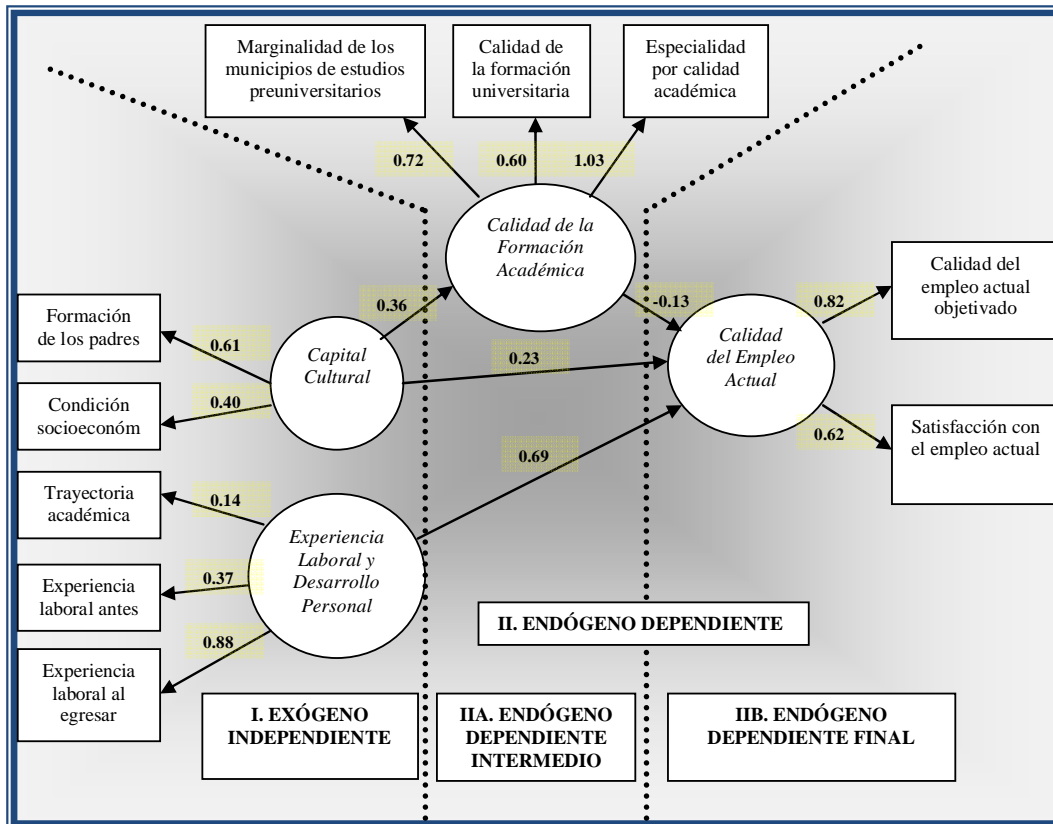 Marginalidad de los
municipios de estudios
preuniversitarios
Calidad de
la formación
universitaria
Especialidad
por calidad
académica
0.72
0.60
1.03
Calidad de la
Formación
Académica
Calidad del
empleo actual
objetivado
Formación
de los padres
0.61
0.36
-0.13
0.82
Capital
Cultural
0.23
Calidad
del Empleo
Actual
Condición
socioeconóm
0.40
0.62
Satisfacción con
el empleo actual
0.69
Trayectoria
académica
0.14
Experiencia
Laboral y
Desarrollo
Personal
Experiencia
laboral antes
0.37
0.88
Experiencia
laboral al
egresar
II. ENDÓGENO DEPENDIENTE
I. EXÓGENO
INDEPENDIENTE
IIA. ENDÓGENO
DEPENDIENTE
INTERMEDIO
IIB. ENDÓGENO
DEPENDIENTE FINAL